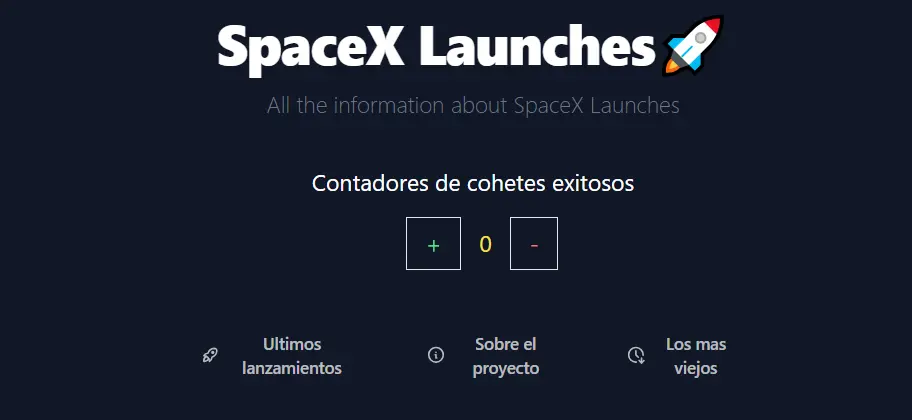 SpaceX Launches🚀
All the information about SpaceX Launches
Contadores de cohetes exitosos
+ 0 -
Ultimos lanzamientos
Sobre el proyecto
Los mas viejos